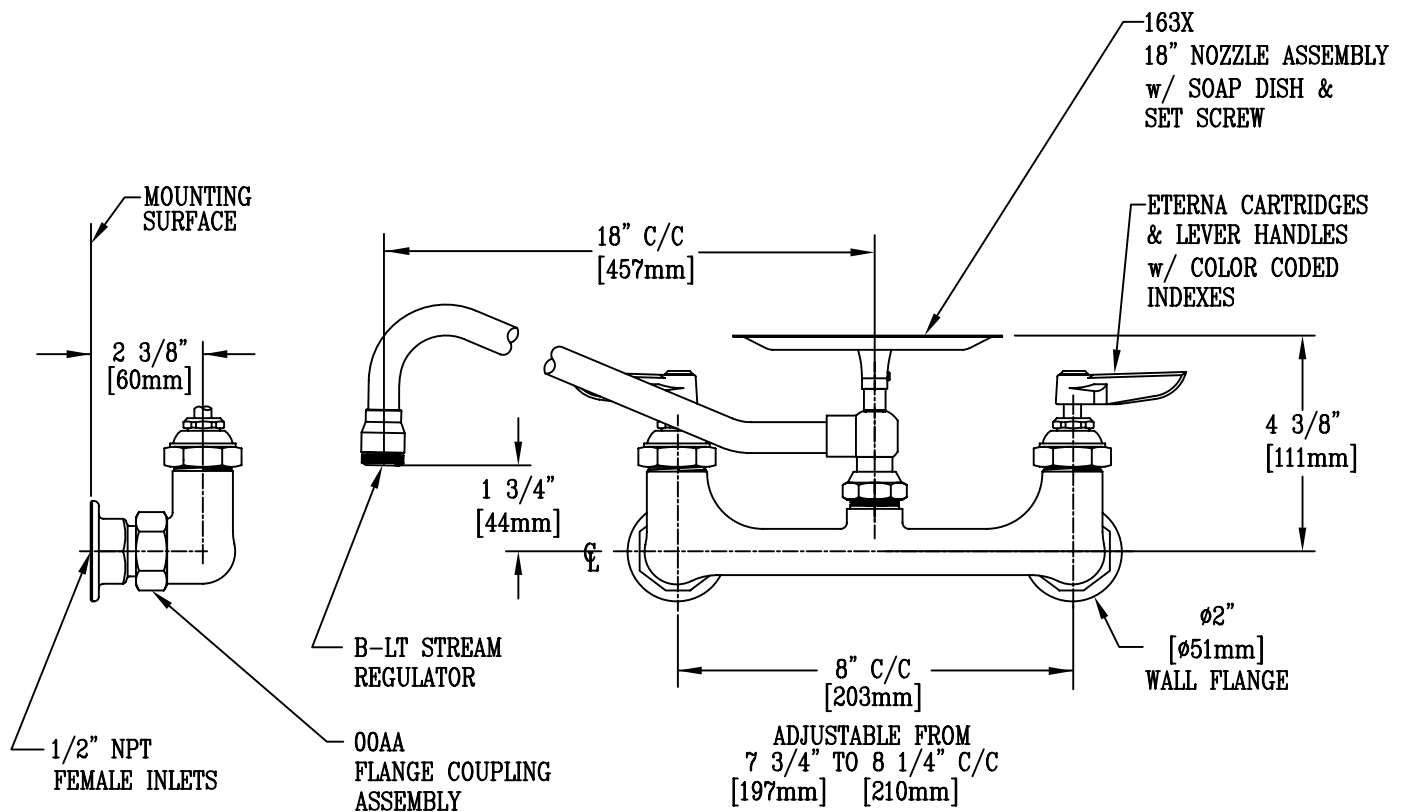 163X
18” NOZZLE ASSEMBLY
w/ SOAP DISH &
SET SCREW
MOUNTING
SURFACE
ETERNA CARTRIDGES
& LEVER HANDLES
w/ COLOR CODED
INDEXES
18” C/C
[457mm]
2 3/8”
[60mm]
4 3/8”
[111mm]
1 3/4”
[44mm]
℄
ø2”
[ø51mm]
WALL FLANGE
B-LT STREAM
REGULATOR
8” C/C
[203mm]
ADJUSTABLE FROM
7 3/4” TO 8 1/4” C/C
[197mm] [210mm]
1/2” NPT
FEMALE INLETS
00AA
FLANGE COUPLING
ASSEMBLY